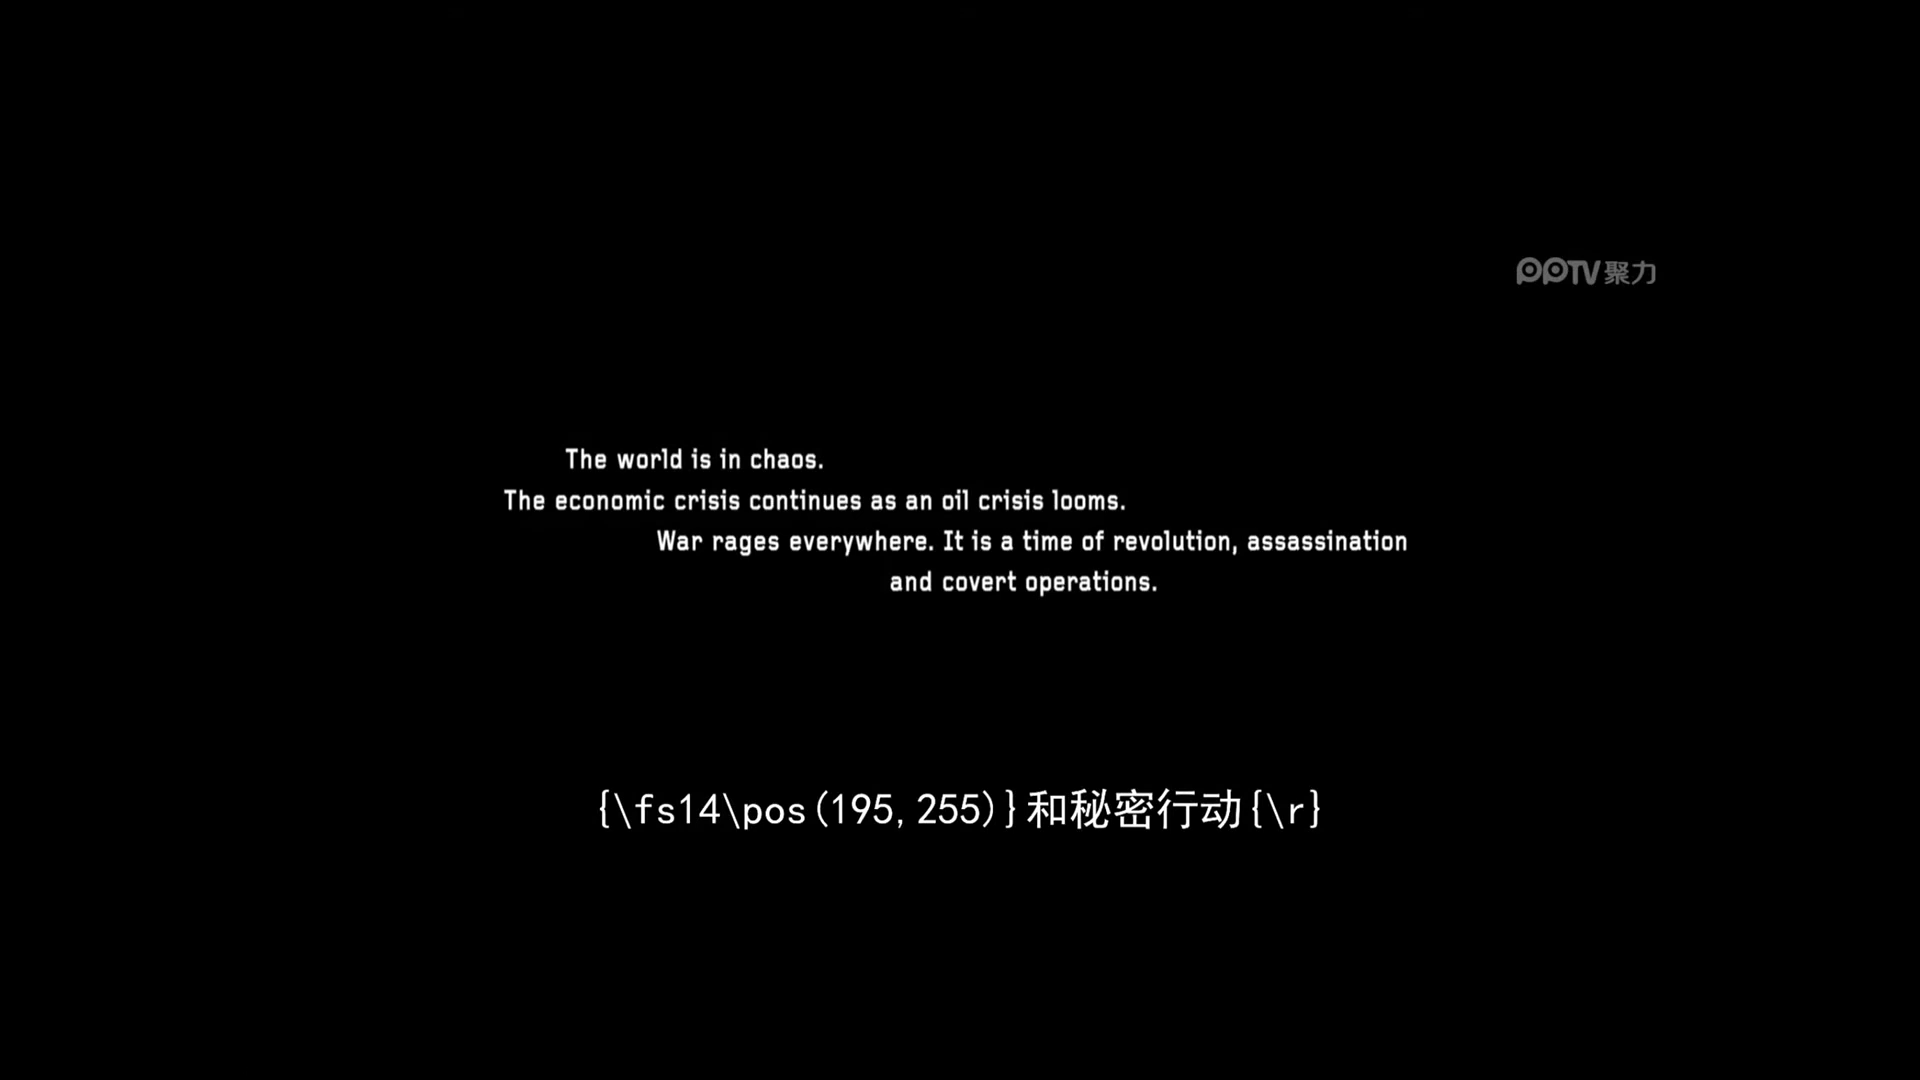 PPTV聚力
The world is in chaos.
The economic crisis continues as an oil crisis looms.
War rages everywhere. It is a time of revolution, assassination
and covert operations.
{\fs14\pos(195,255)}和秘密行动{\r}